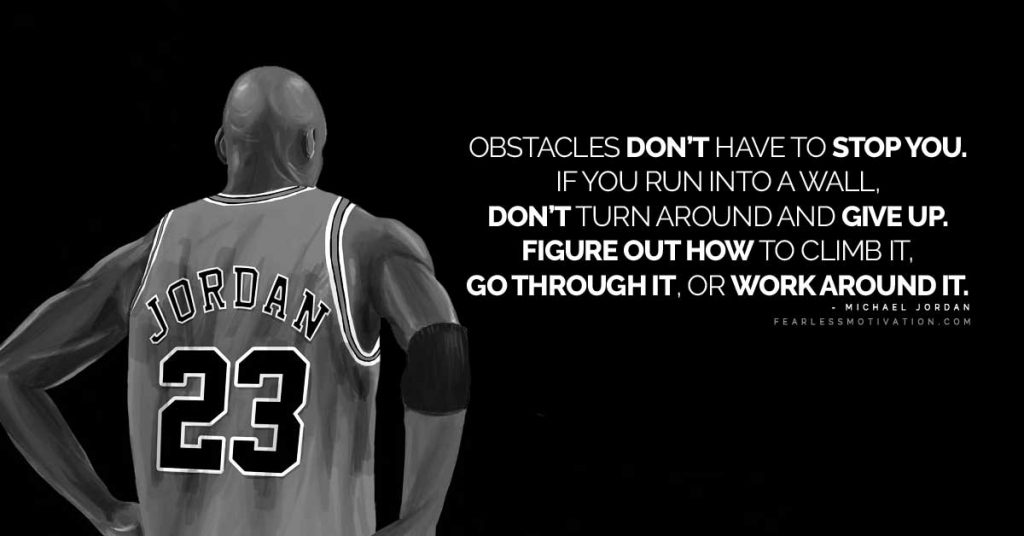 JORDAN
23
OBSTACLES DON'T HAVE TO STOP YOU.
IF YOU RUN INTO A WALL,
DON'T TURN AROUND AND GIVE UP.
FIGURE OUT HOW TO CLIMB IT,
GO THROUGH IT, OR WORK AROUND IT.
- MICHAEL JORDAN
FEARLESSMOTIVATION.COM